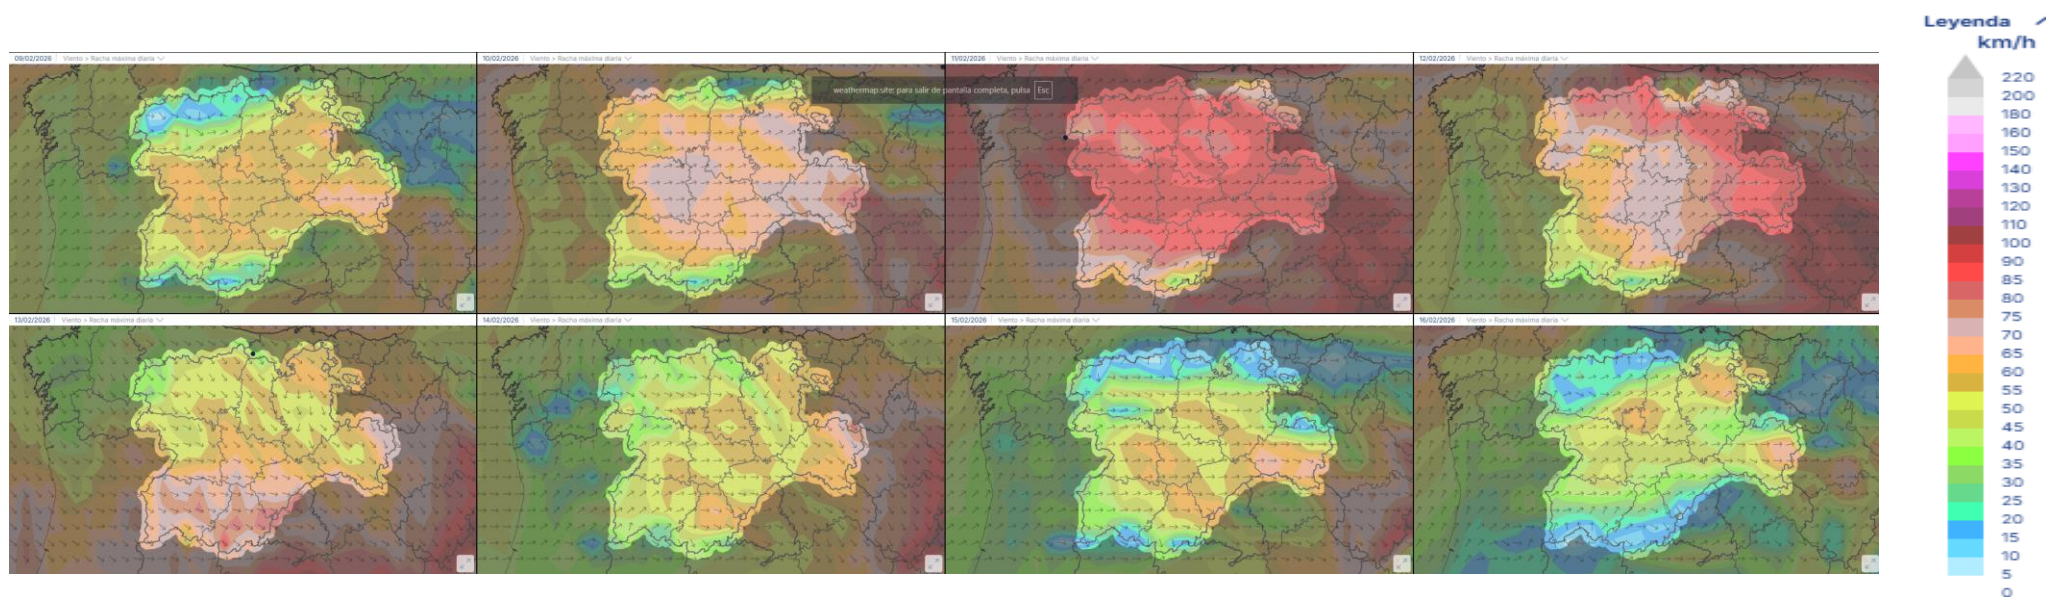 Leyenda
km/h
09/02/2026 Viento > Racha máxima diaria
10/02/2026 Viento > Racha máxima diaria
11/02/2026 Viento > Racha máxima diaria
12/02/2026 Viento > Racha máxima diaria
weathermap.site: para salir de pantalla completa, pulsa Esc
13/02/2026 Viento > Racha máxima diaria
14/02/2026 Viento > Racha máxima diaria
15/02/2026 Viento > Racha máxima diaria
16/02/2026 Viento > Racha máxima diaria
220
200
180
160
150
140
130
120
110
100
90
85
80
75
70
65
60
55
50
45
40
35
30
25
20
15
10
5
0